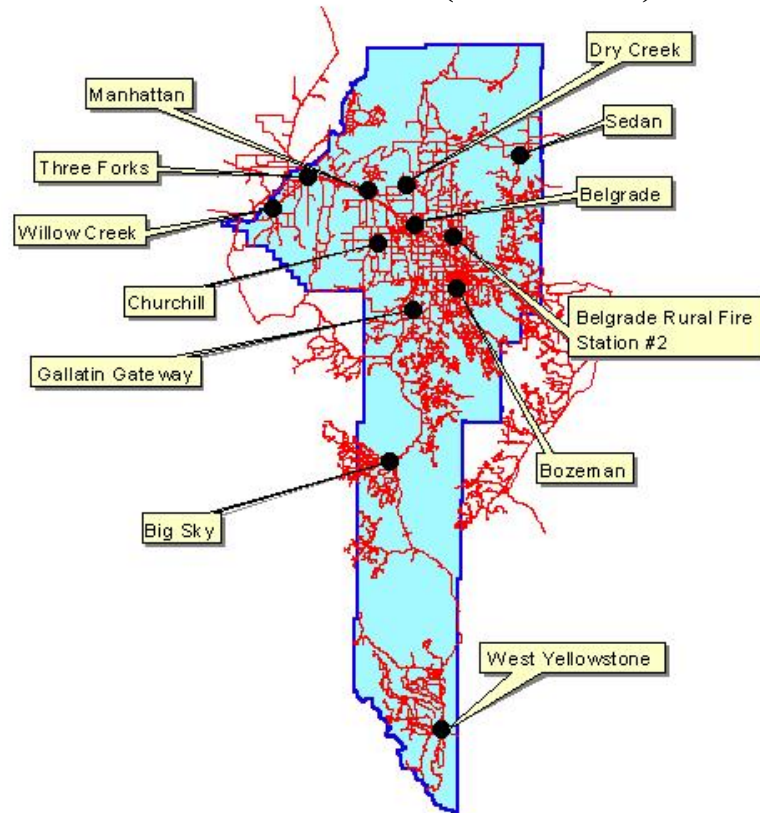 Dry Creek
Manhattan
Sedan
Three Forks
Belgrade
Willow Creek
Churchill
Belgrade Rural Fire
Station #2
Gallatin Gateway
Bozeman
Big Sky
West Yellowstone